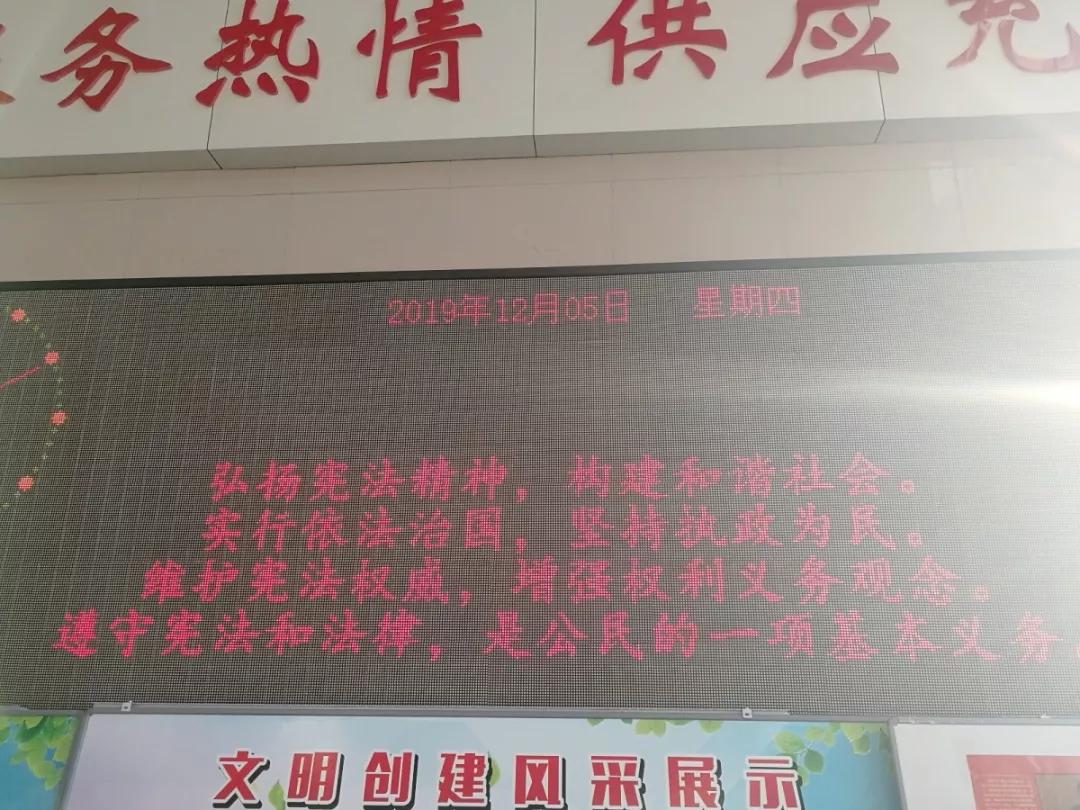 务热情 供应充
2019年12月05日 星期四
弘扬宪法精神，构建和谐社会。
实行依法治国，坚持执政为民。
维护宪法权威，增强权利义务观念。
遵守宪法和法律，是公民的一项基本义务。
文明创建风采展示